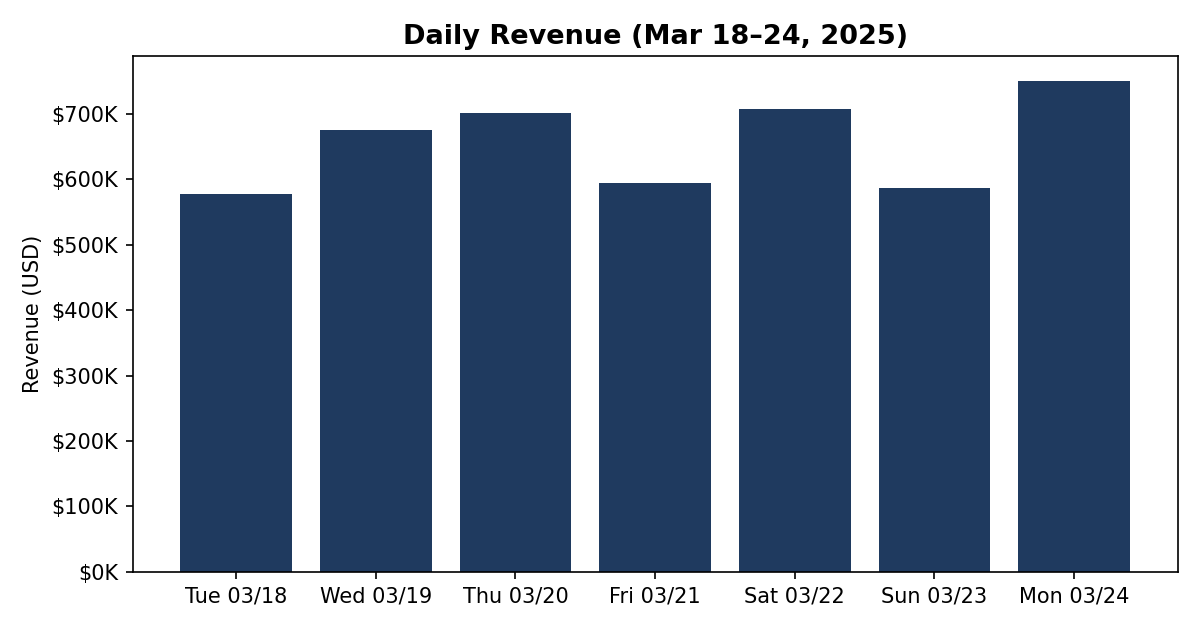 Daily Revenue (Mar 18–24, 2025)
Revenue (USD)
$700K
$600K
$500K
$400K
$300K
$200K
$100K
$0K
Tue 03/18 Wed 03/19 Thu 03/20 Fri 03/21 Sat 03/22 Sun 03/23 Mon 03/24